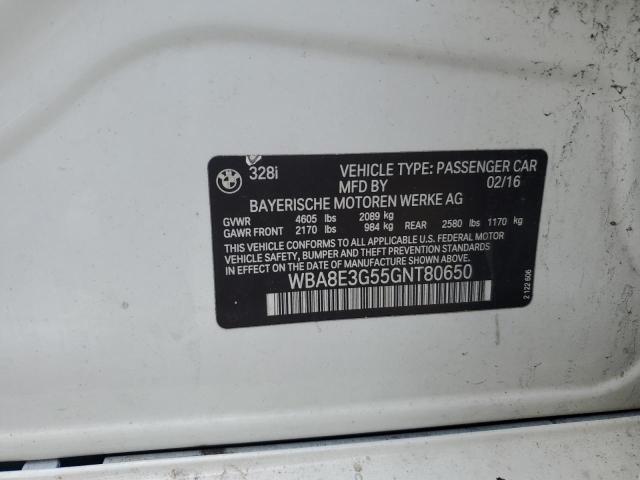 328i VEHICLE TYPE: PASSENGER CAR
MFD BY 02/16
BAYERISCHE MOTOREN WERKE AG
GVWR 4605 lbs 2089 kg
GAWR FRONT 2170 lbs 984 kg REAR 2580 lbs 1170 kg
THIS VEHICLE CONFORMS TO ALL APPLICABLE U.S. FEDERAL MOTOR
VEHICLE SAFETY, BUMPER AND THEFT PREVENTION STANDARDS
IN EFFECT ON THE DATE OF MANUFACTURE SHOWN ABOVE.
WBA8E3G55GNT80650
2 122 606